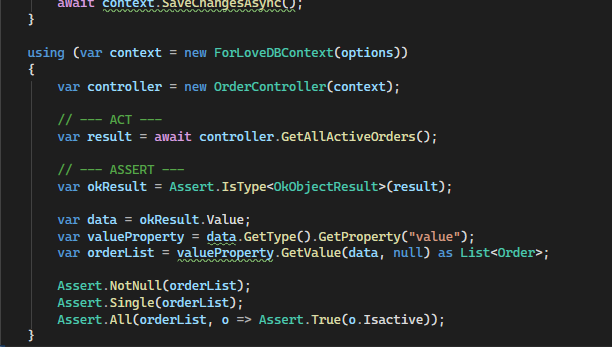 await context.SaveChangesAsync();
}
using (var context = new ForLoveDBContext(options))
{
var controller = new OrderController(context);
// --- ACT ---
var result = await controller.GetAllActiveOrders();
// --- ASSERT ---
var okResult = Assert.IsType<OkObjectResult>(result);
var data = okResult.Value;
var valueProperty = data.GetType().GetProperty("value");
var orderList = valueProperty.GetValue(data, null) as List<Order>;
Assert.NotNull(orderList);
Assert.Single(orderList);
Assert.All(orderList, o => Assert.True(o.Isactive));
}